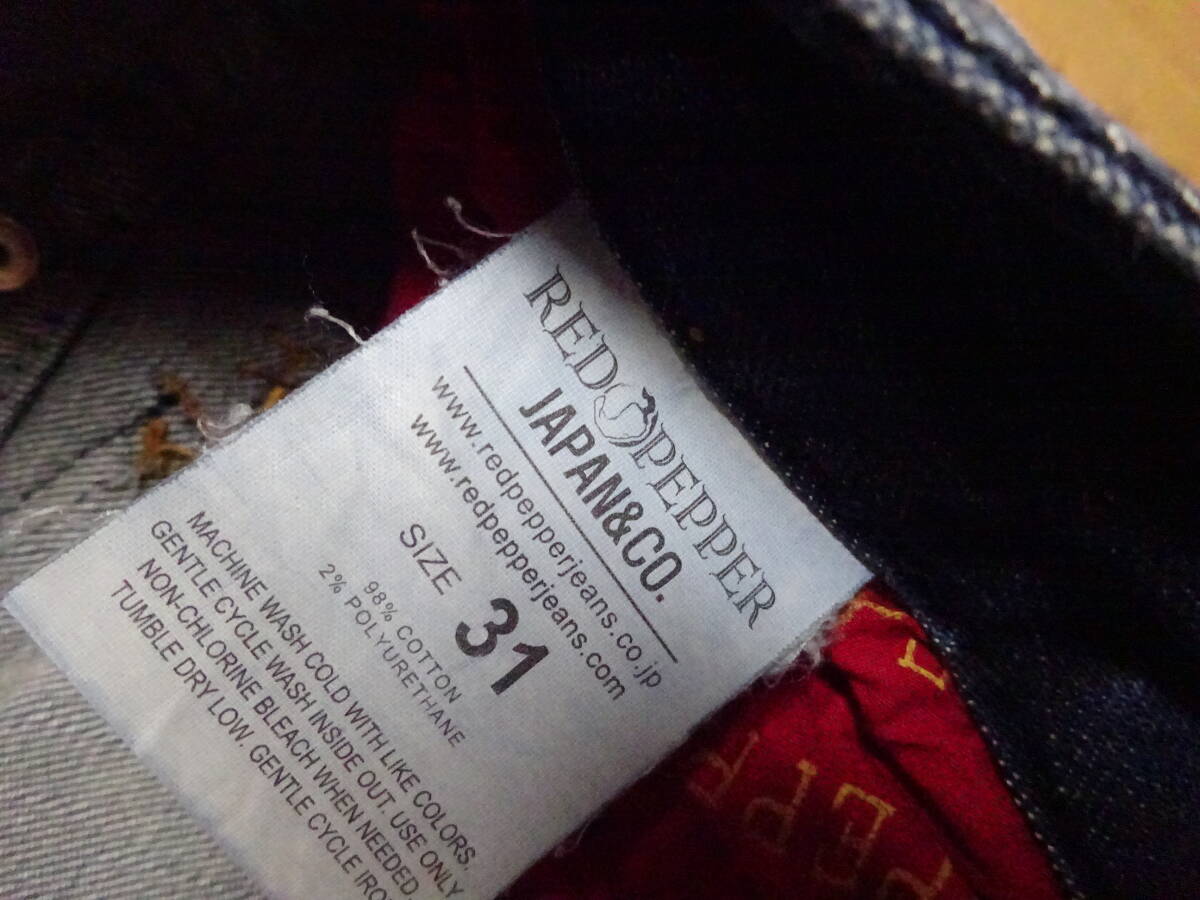 RED PEPPER
JAPAN&CO.
www.redpepperjeans.co.jp
www.redpepperjeans.com
SIZE 31
98% COTTON
2% POLYURETHANE
MACHINE WASH COLD WITH LIKE COLORS.
GENTLE CYCLE WASH INSIDE OUT. USE ONLY
NON-CHLORINE BLEACH WHEN NEEDED.
TUMBLE DRY LOW. GENTLE CYCLE